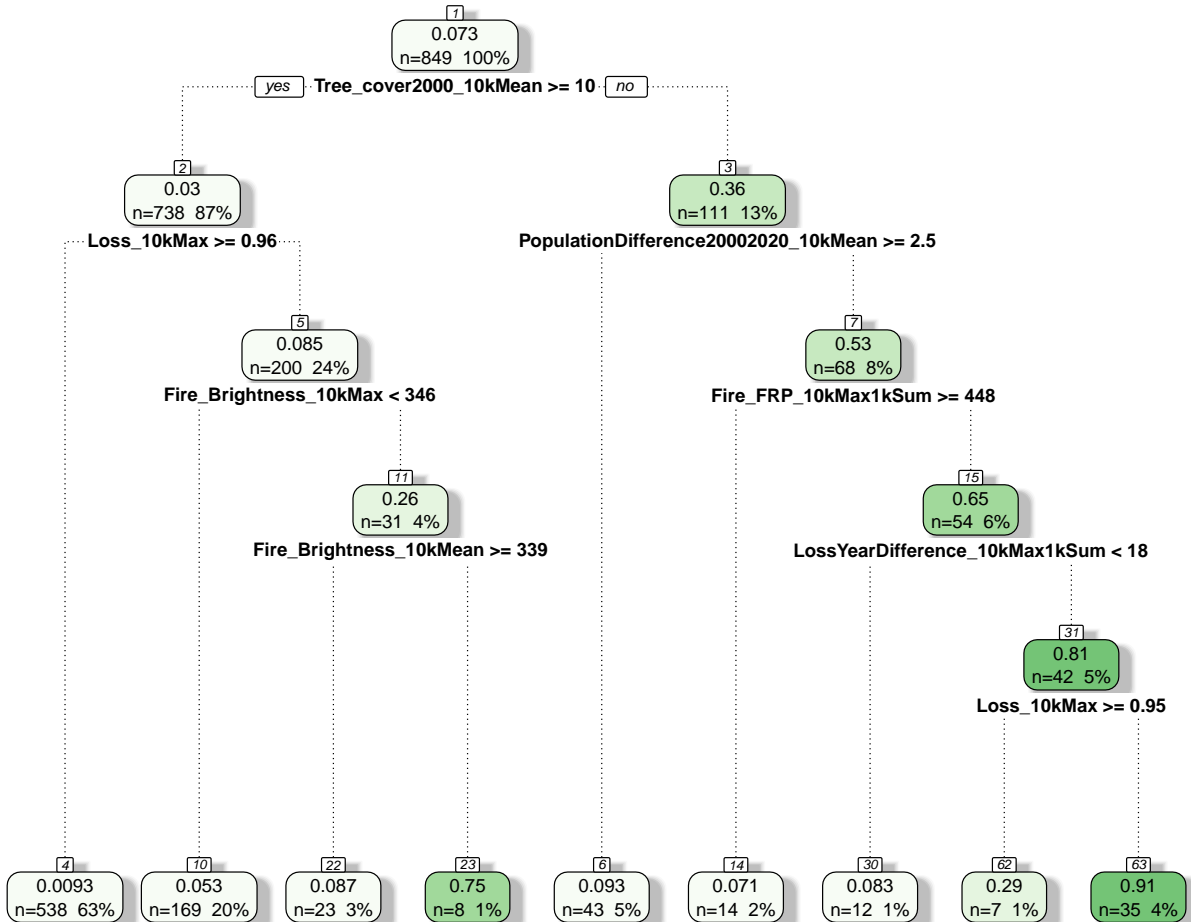 1
0.073
n=849 100%
yes Tree_cover2000_10kMean >= 10 no
2
0.03
n=738 87%
Loss_10kMax >= 0.96
3
0.36
n=111 13%
PopulationDifference20002020_10kMean >= 2.5
5
0.085
n=200 24%
Fire_Brightness_10kMax < 346
7
0.53
n=68 8%
Fire_FRP_10kMax1kSum >= 448
11
0.26
n=31 4%
Fire_Brightness_10kMean >= 339
15
0.65
n=54 6%
LossYearDifference_10kMax1kSum < 18
31
0.81
n=42 5%
Loss_10kMax >= 0.95
4
0.0093
n=538 63%
10
0.053
n=169 20%
22
0.087
n=23 3%
23
0.75
n=8 1%
6
0.093
n=43 5%
14
0.071
n=14 2%
30
0.083
n=12 1%
62
0.29
n=7 1%
63
0.91
n=35 4%